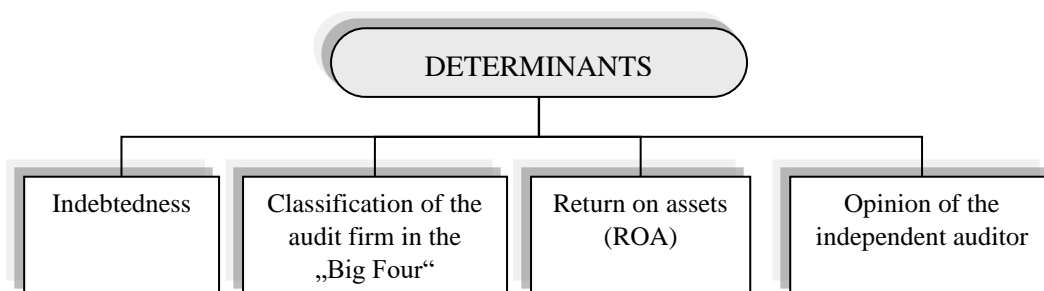 DETERMINANTS
Indebtedness
Classification of the
audit firm in the
„Big Four“
Return on assets
(ROA)
Opinion of the
independent auditor